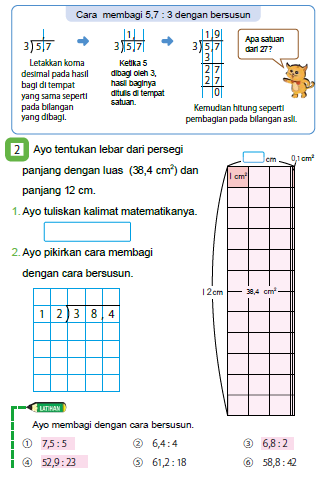 Cara membagi 5,7 : 3 dengan bersusun
1,
3)5,7
Letakkan koma
desimal pada hasil
bagi di tempat
yang sama seperti
pada bilangan
yang dibagi.
1,
3)5,7
Ketika 5
dibagi oleh 3,
hasil baginya
ditulis di tempat
satuan.
1,9
3)5,7
3
2 7
2 7
0
Kemudian hitung seperti
pembagian pada bilangan asli.
Apa satuan
dari 27?
2 Ayo tentukan lebar dari persegi
panjang dengan luas (38,4 cm²) dan
panjang 12 cm.
1. Ayo tuliskan kalimat matematikanya.
2. Ayo pikirkan cara membagi
dengan cara bersusun.
1 2)3 8,4
cm
0,1 cm²
1 cm²
12cm
38,4 cm²
LATIHAN
Ayo membagi dengan cara bersusun.
① 7,5 : 5 ② 6,4 : 4 ③ 6,8 : 2
④ 52,9 : 23 ⑤ 61,2 : 18 ⑥ 58,8 : 42